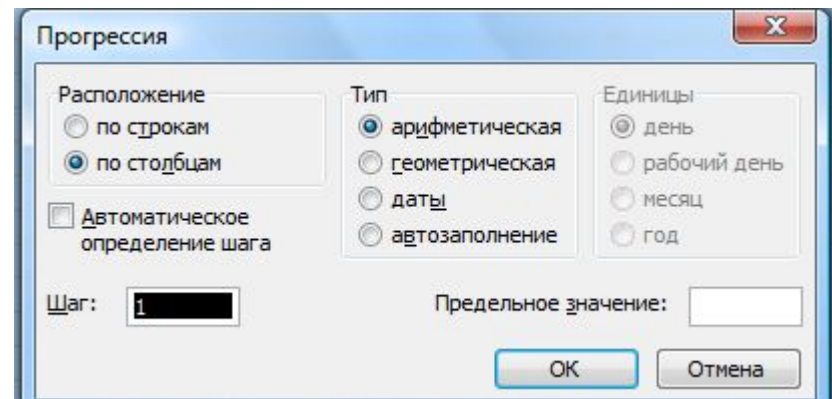 Прогрессия
Расположение
по строкам
по столбцам
Автоматическое
определение шага
Тип
арифметическая
геометрическая
даты
автозаполнение
Единицы
день
рабочий день
месяц
год
Шаг: 1
Предельное значение:
ОК
Отмена